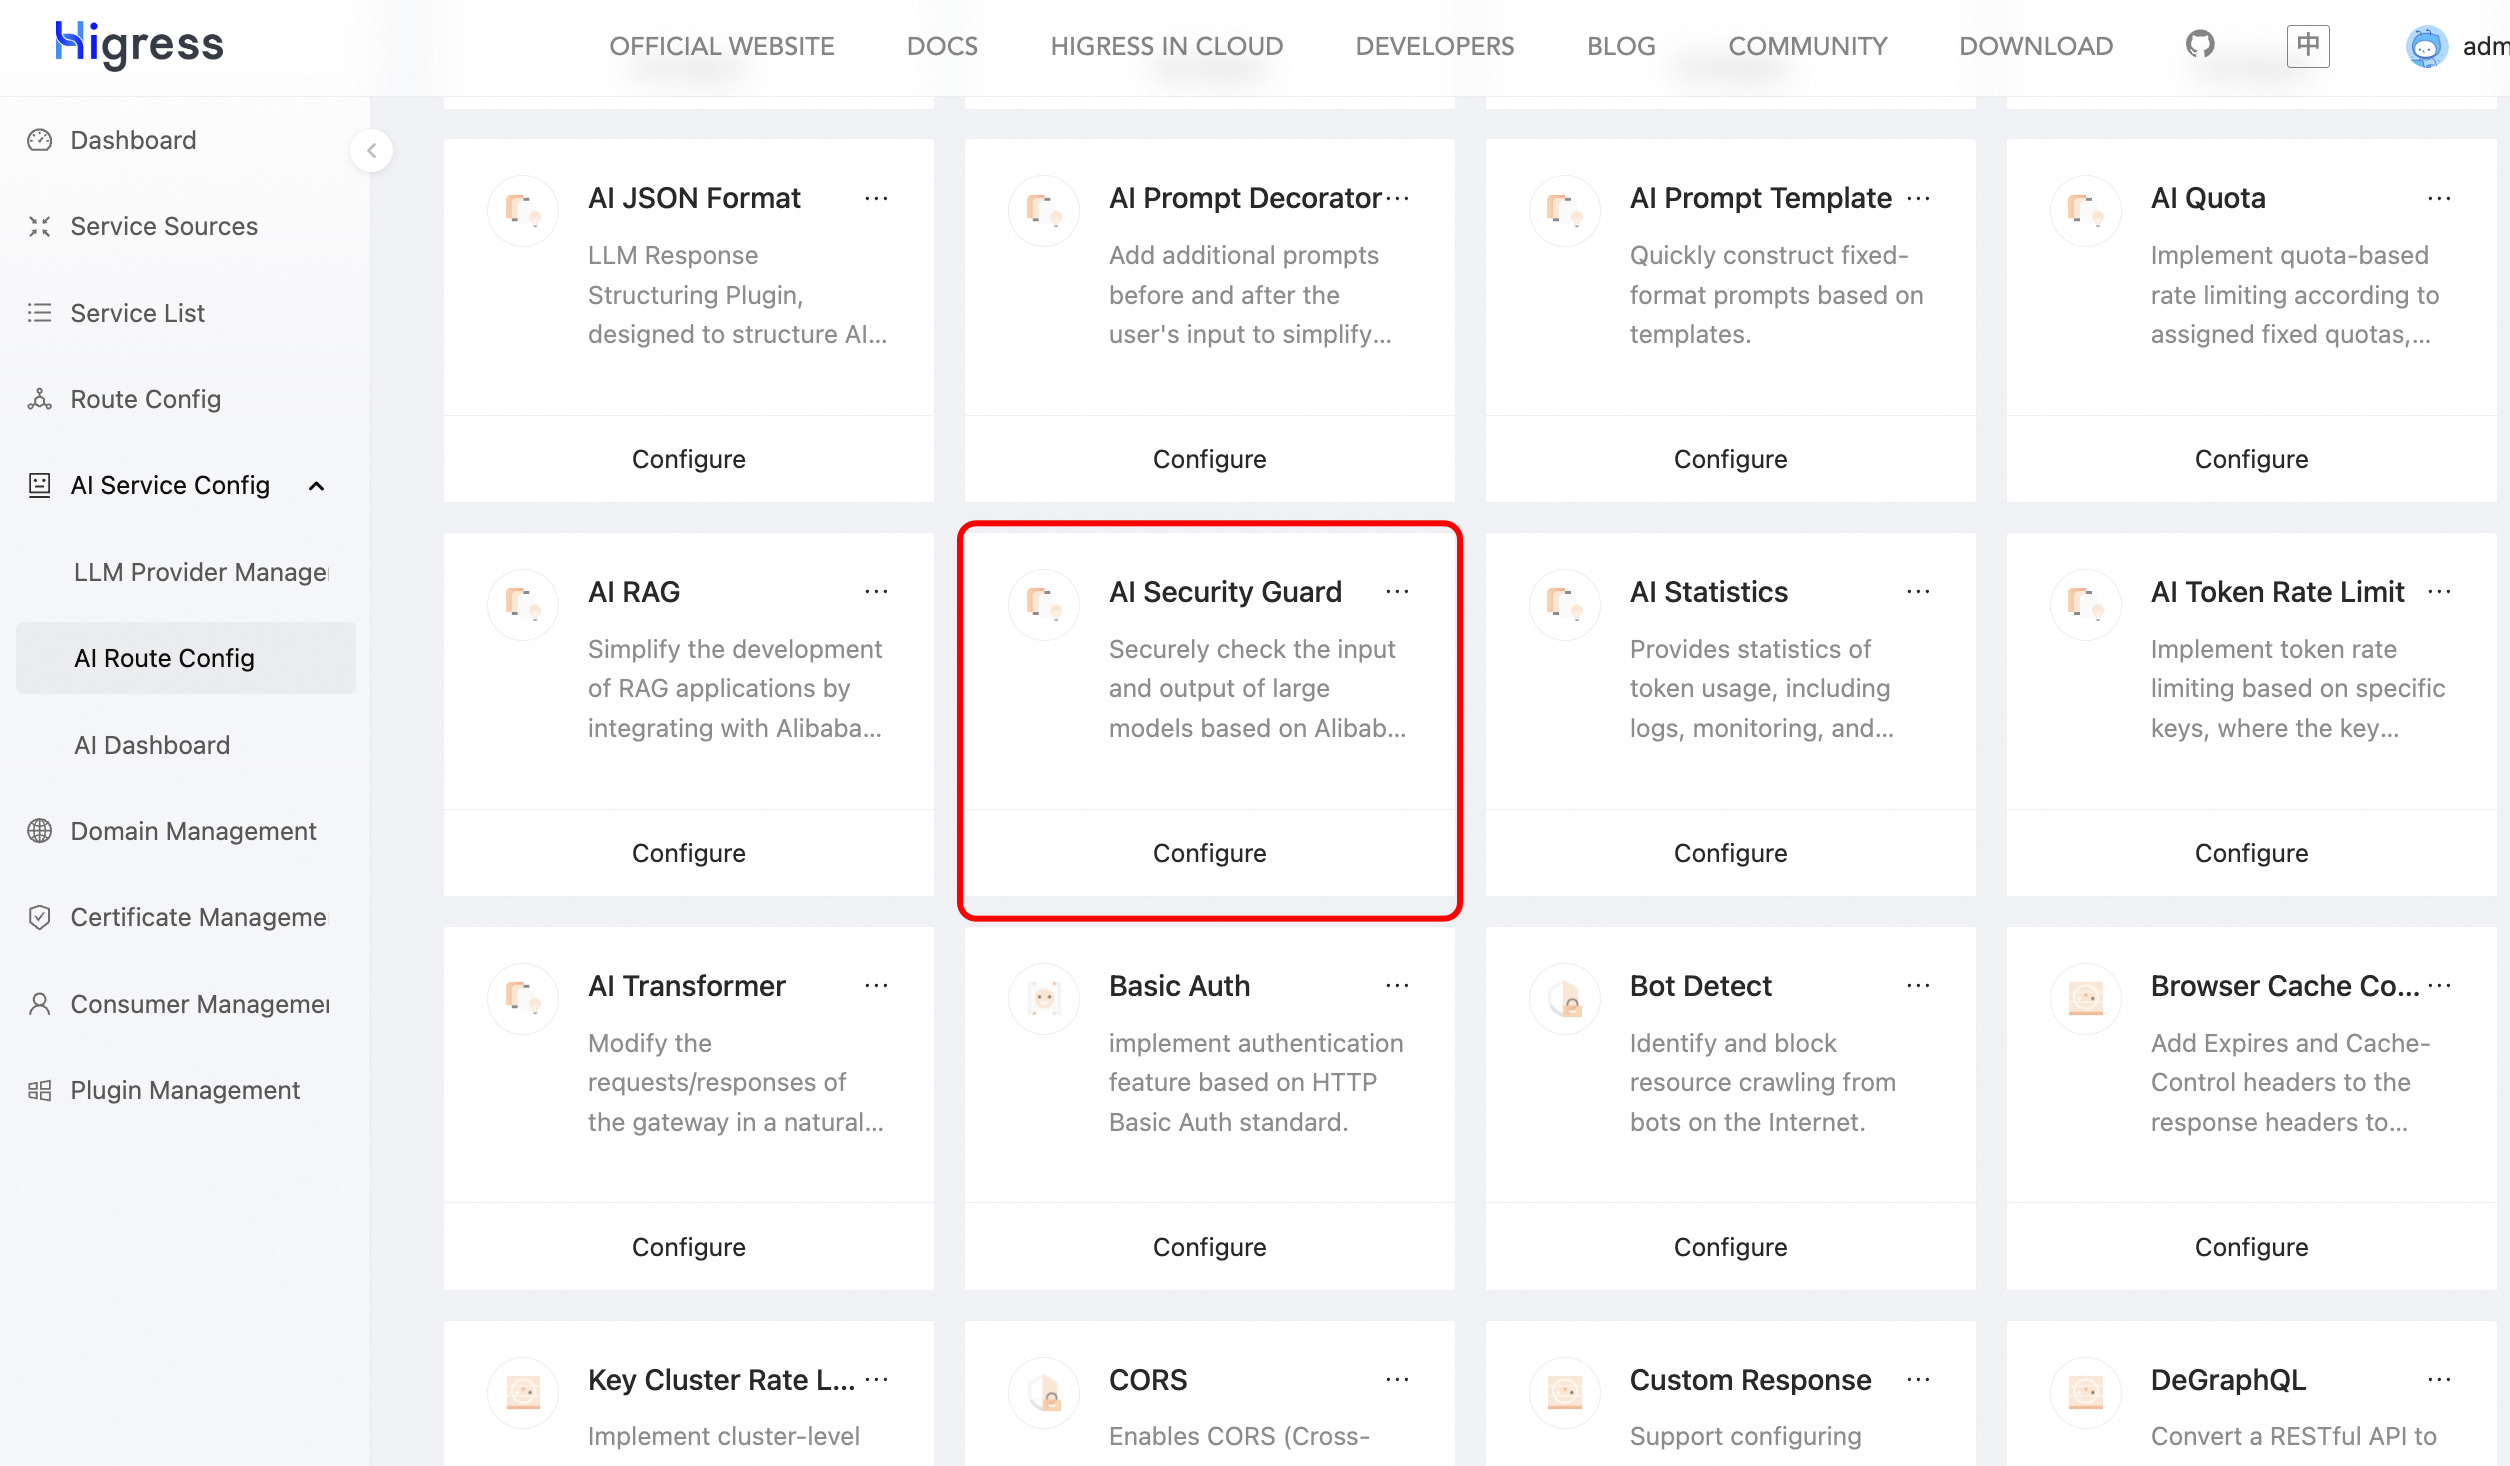 Higress
OFFICIAL WEBSITE
DOCS
HIGRESS IN CLOUD
DEVELOPERS
BLOG
COMMUNITY
DOWNLOAD
中
adm
Dashboard
Service Sources
Service List
Route Config
AI Service Config
LLM Provider Manage
AI Route Config
AI Dashboard
Domain Management
Certificate Manageme
Consumer Manageme
Plugin Management
AI JSON Format ...
LLM Response
Structuring Plugin,
designed to structure AI...
Configure
AI Prompt Decorator ...
Add additional prompts
before and after the
user's input to simplify...
Configure
AI Prompt Template ...
Quickly construct fixed-
format prompts based on
templates.
Configure
AI Quota ...
Implement quota-based
rate limiting according to
assigned fixed quotas,...
Configure
AI RAG ...
Simplify the development
of RAG applications by
integrating with Alibaba...
Configure
AI Security Guard ...
Securely check the input
and output of large
models based on Alibab...
Configure
AI Statistics ...
Provides statistics of
token usage, including
logs, monitoring, and...
Configure
AI Token Rate Limit ...
Implement token rate
limiting based on specific
keys, where the key...
Configure
AI Transformer ...
Modify the
requests/responses of
the gateway in a natural...
Configure
Basic Auth ...
implement authentication
feature based on HTTP
Basic Auth standard.
Configure
Bot Detect ...
Identify and block
resource crawling from
bots on the Internet.
Configure
Browser Cache Co... ...
Add Expires and Cache-
Control headers to the
response headers to...
Configure
Key Cluster Rate L... ...
Implement cluster-level
CORS ...
Enables CORS (Cross-
Custom Response ...
Support configuring
DeGraphQL ...
Convert a RESTful API to